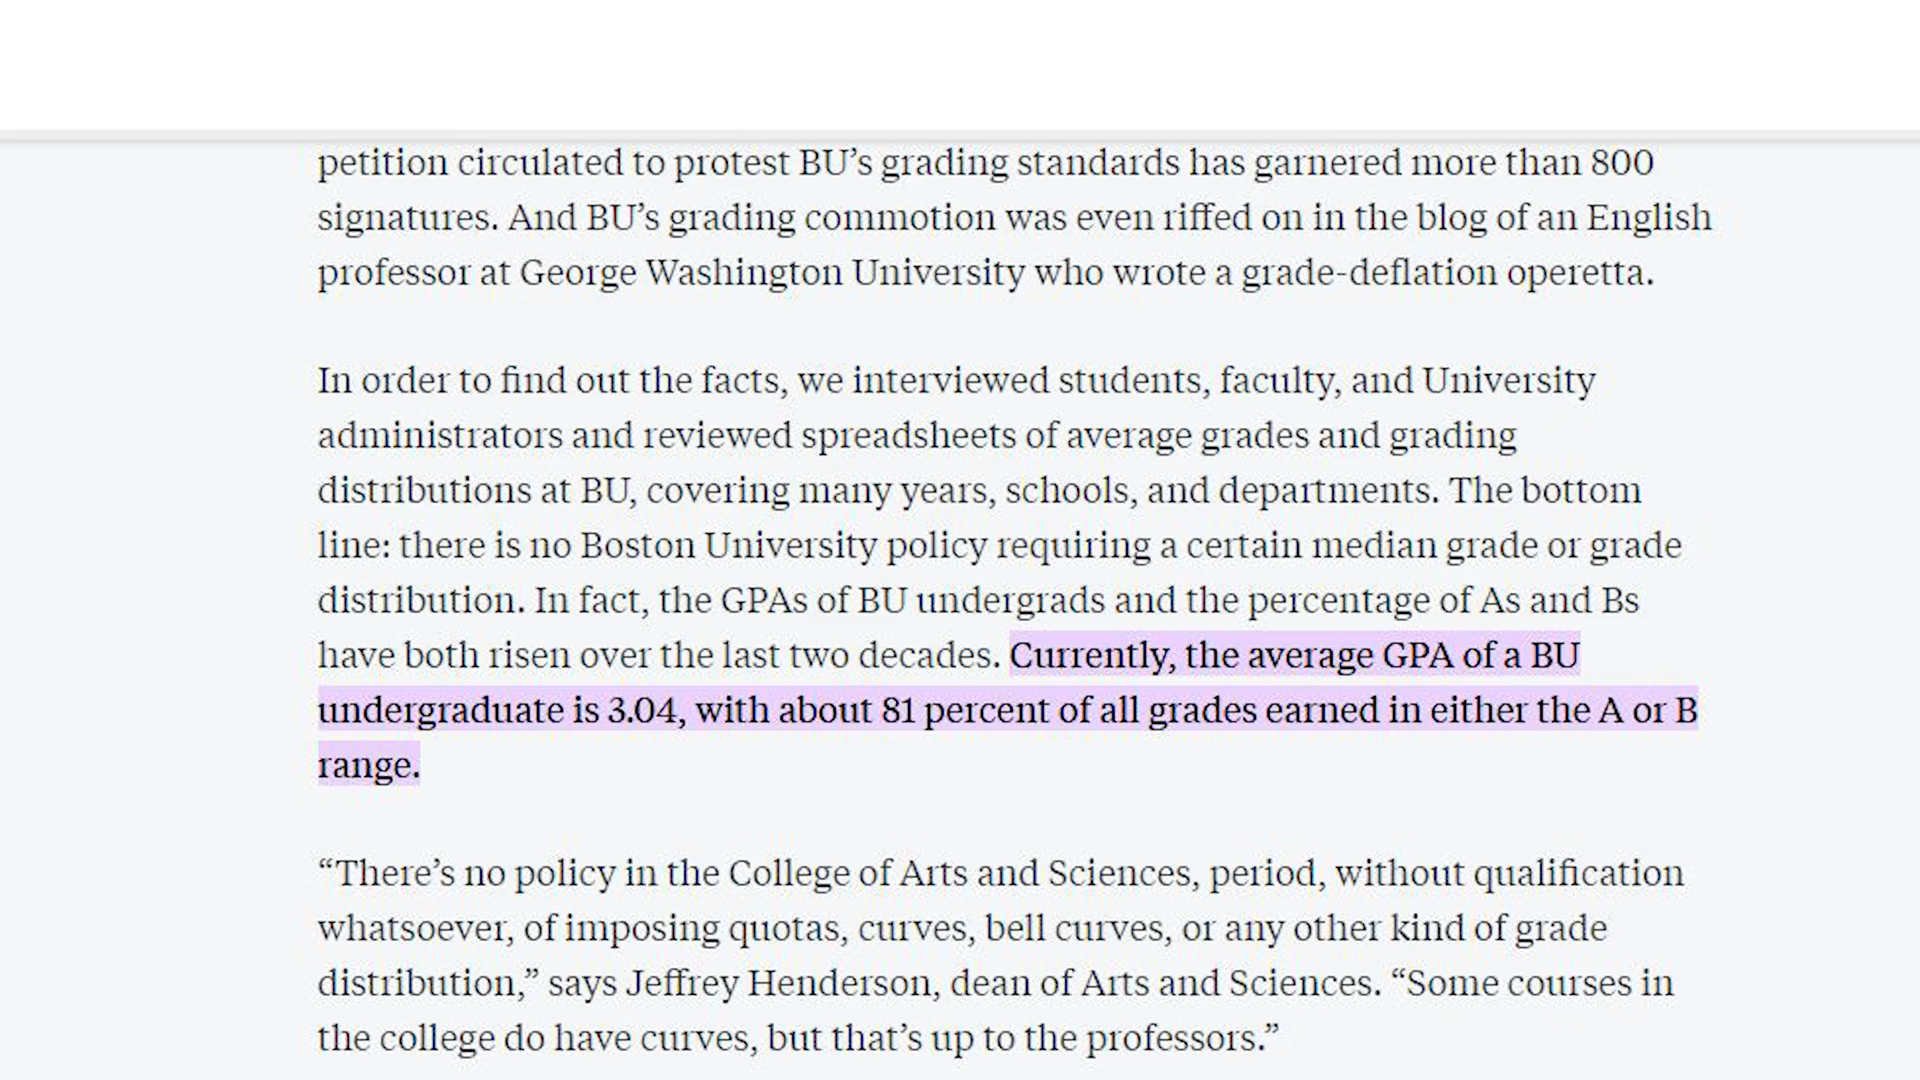 petition circulated to protest BU’s grading standards has garnered more than 800
signatures. And BU’s grading commotion was even riffed on in the blog of an English
professor at George Washington University who wrote a grade-deflation operetta.
In order to find out the facts, we interviewed students, faculty, and University
administrators and reviewed spreadsheets of average grades and grading
distributions at BU, covering many years, schools, and departments. The bottom
line: there is no Boston University policy requiring a certain median grade or grade
distribution. In fact, the GPAs of BU undergrads and the percentage of As and Bs
have both risen over the last two decades. Currently, the average GPA of a BU
undergraduate is 3.04, with about 81 percent of all grades earned in either the A or B
range.
“There’s no policy in the College of Arts and Sciences, period, without qualification
whatsoever, of imposing quotas, curves, bell curves, or any other kind of grade
distribution,” says Jeffrey Henderson, dean of Arts and Sciences. “Some courses in
the college do have curves, but that’s up to the professors.”